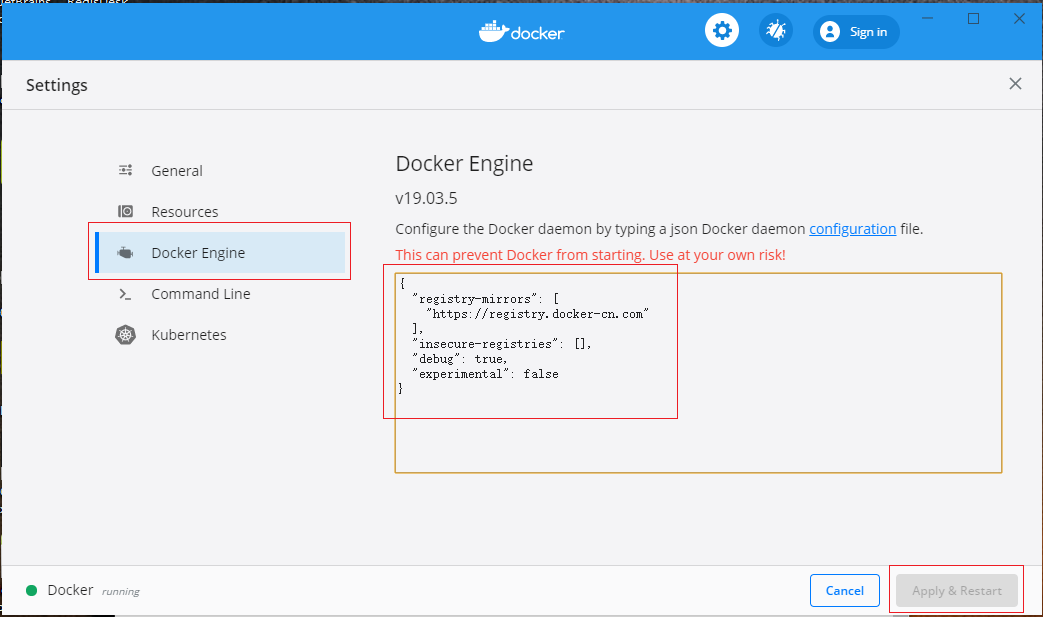 JetBrains RedisDesk
docker
Sign in
Settings
General
Resources
Docker Engine
Command Line
Kubernetes
Docker Engine
v19.03.5
Configure the Docker daemon by typing a json Docker daemon configuration file.
This can prevent Docker from starting. Use at your own risk!
{
"registry-mirrors": [
"https://registry.docker-cn.com"
],
"insecure-registries": [],
"debug": true,
"experimental": false
}
Docker running
Cancel
Apply & Restart